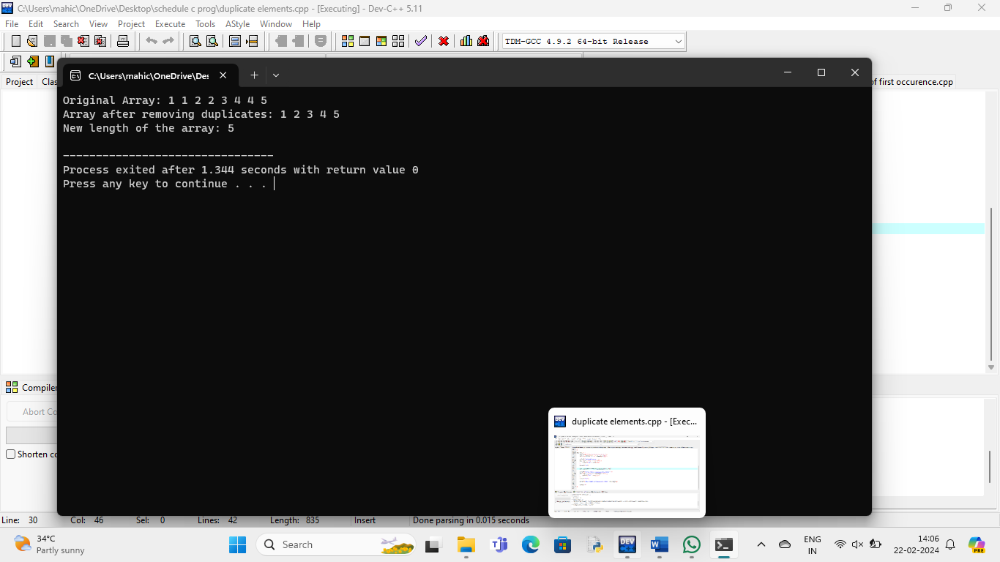 C:\Users\mahic\OneDrive\Desktop\schedule c prog\duplicate elements.cpp - [Executing] - Dev-C++ 5.11
File Edit Search View Project Execute Tools AStyle Window Help
TDM-GCC 4.9.2 64-bit Release
Project Clas
C:\Users\mahic\OneDrive\Des
of first occurence.cpp
Original Array: 1 1 2 2 3 4 4 5
Array after removing duplicates: 1 2 3 4 5
New length of the array: 5
--------------------------------
Process exited after 1.344 seconds with return value 0
Press any key to continue . . .
Compiler
Abort Co
Shorten co
duplicate elements.cpp - [Exec...
Line: 30 Col: 46 Sel: 0 Lines: 42 Length: 835 Insert Done parsing in 0.015 seconds
34°C
Partly sunny
Search
ENG
IN
14:06
22-02-2024
PRE